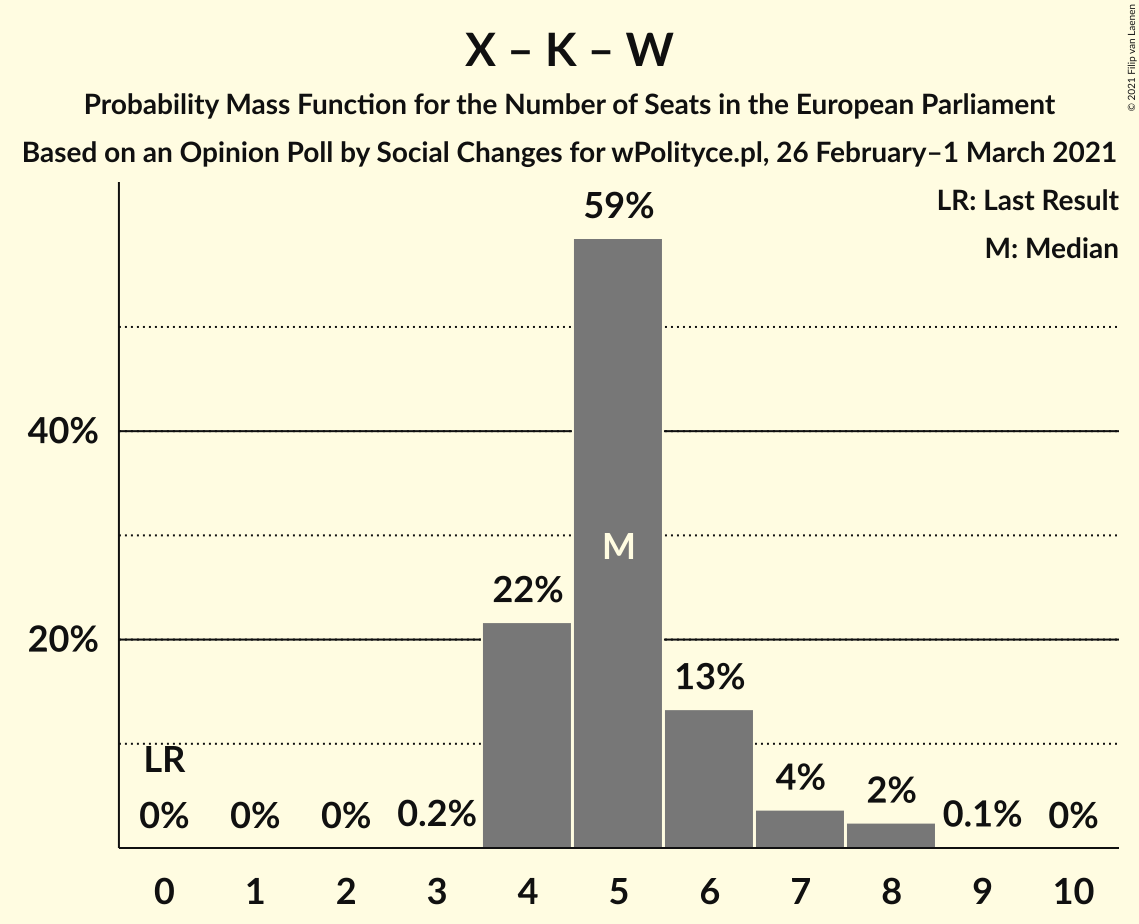 X – K – W
Probability Mass Function for the Number of Seats in the European Parliament
Based on an Opinion Poll by Social Changes for wPolityce.pl, 26 February–1 March 2021
© 2021 Filip van Laenen
LR: Last Result
M: Median
59%
40%
M
22%
20%
13%
LR
4%
2%
0% 0% 0% 0.2% 0.1% 0%
0 1 2 3 4 5 6 7 8 9 10